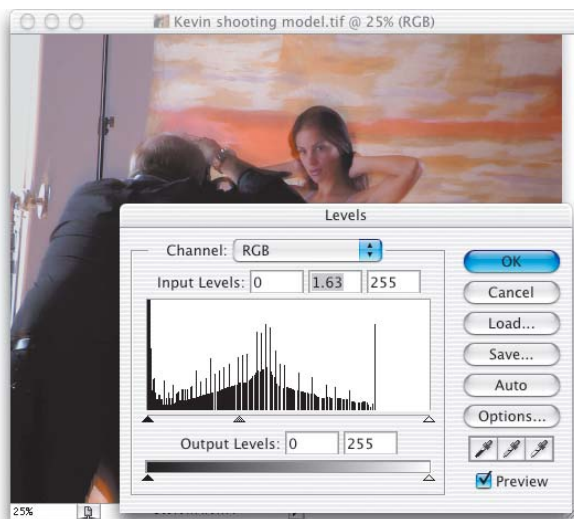 Kevin shooting model.tif @ 25% (RGB)
Levels
Channel: RGB
Input Levels: 0 1.63 255
Output Levels: 0 255
OK
Cancel
Load...
Save...
Auto
Options...
Preview
25%